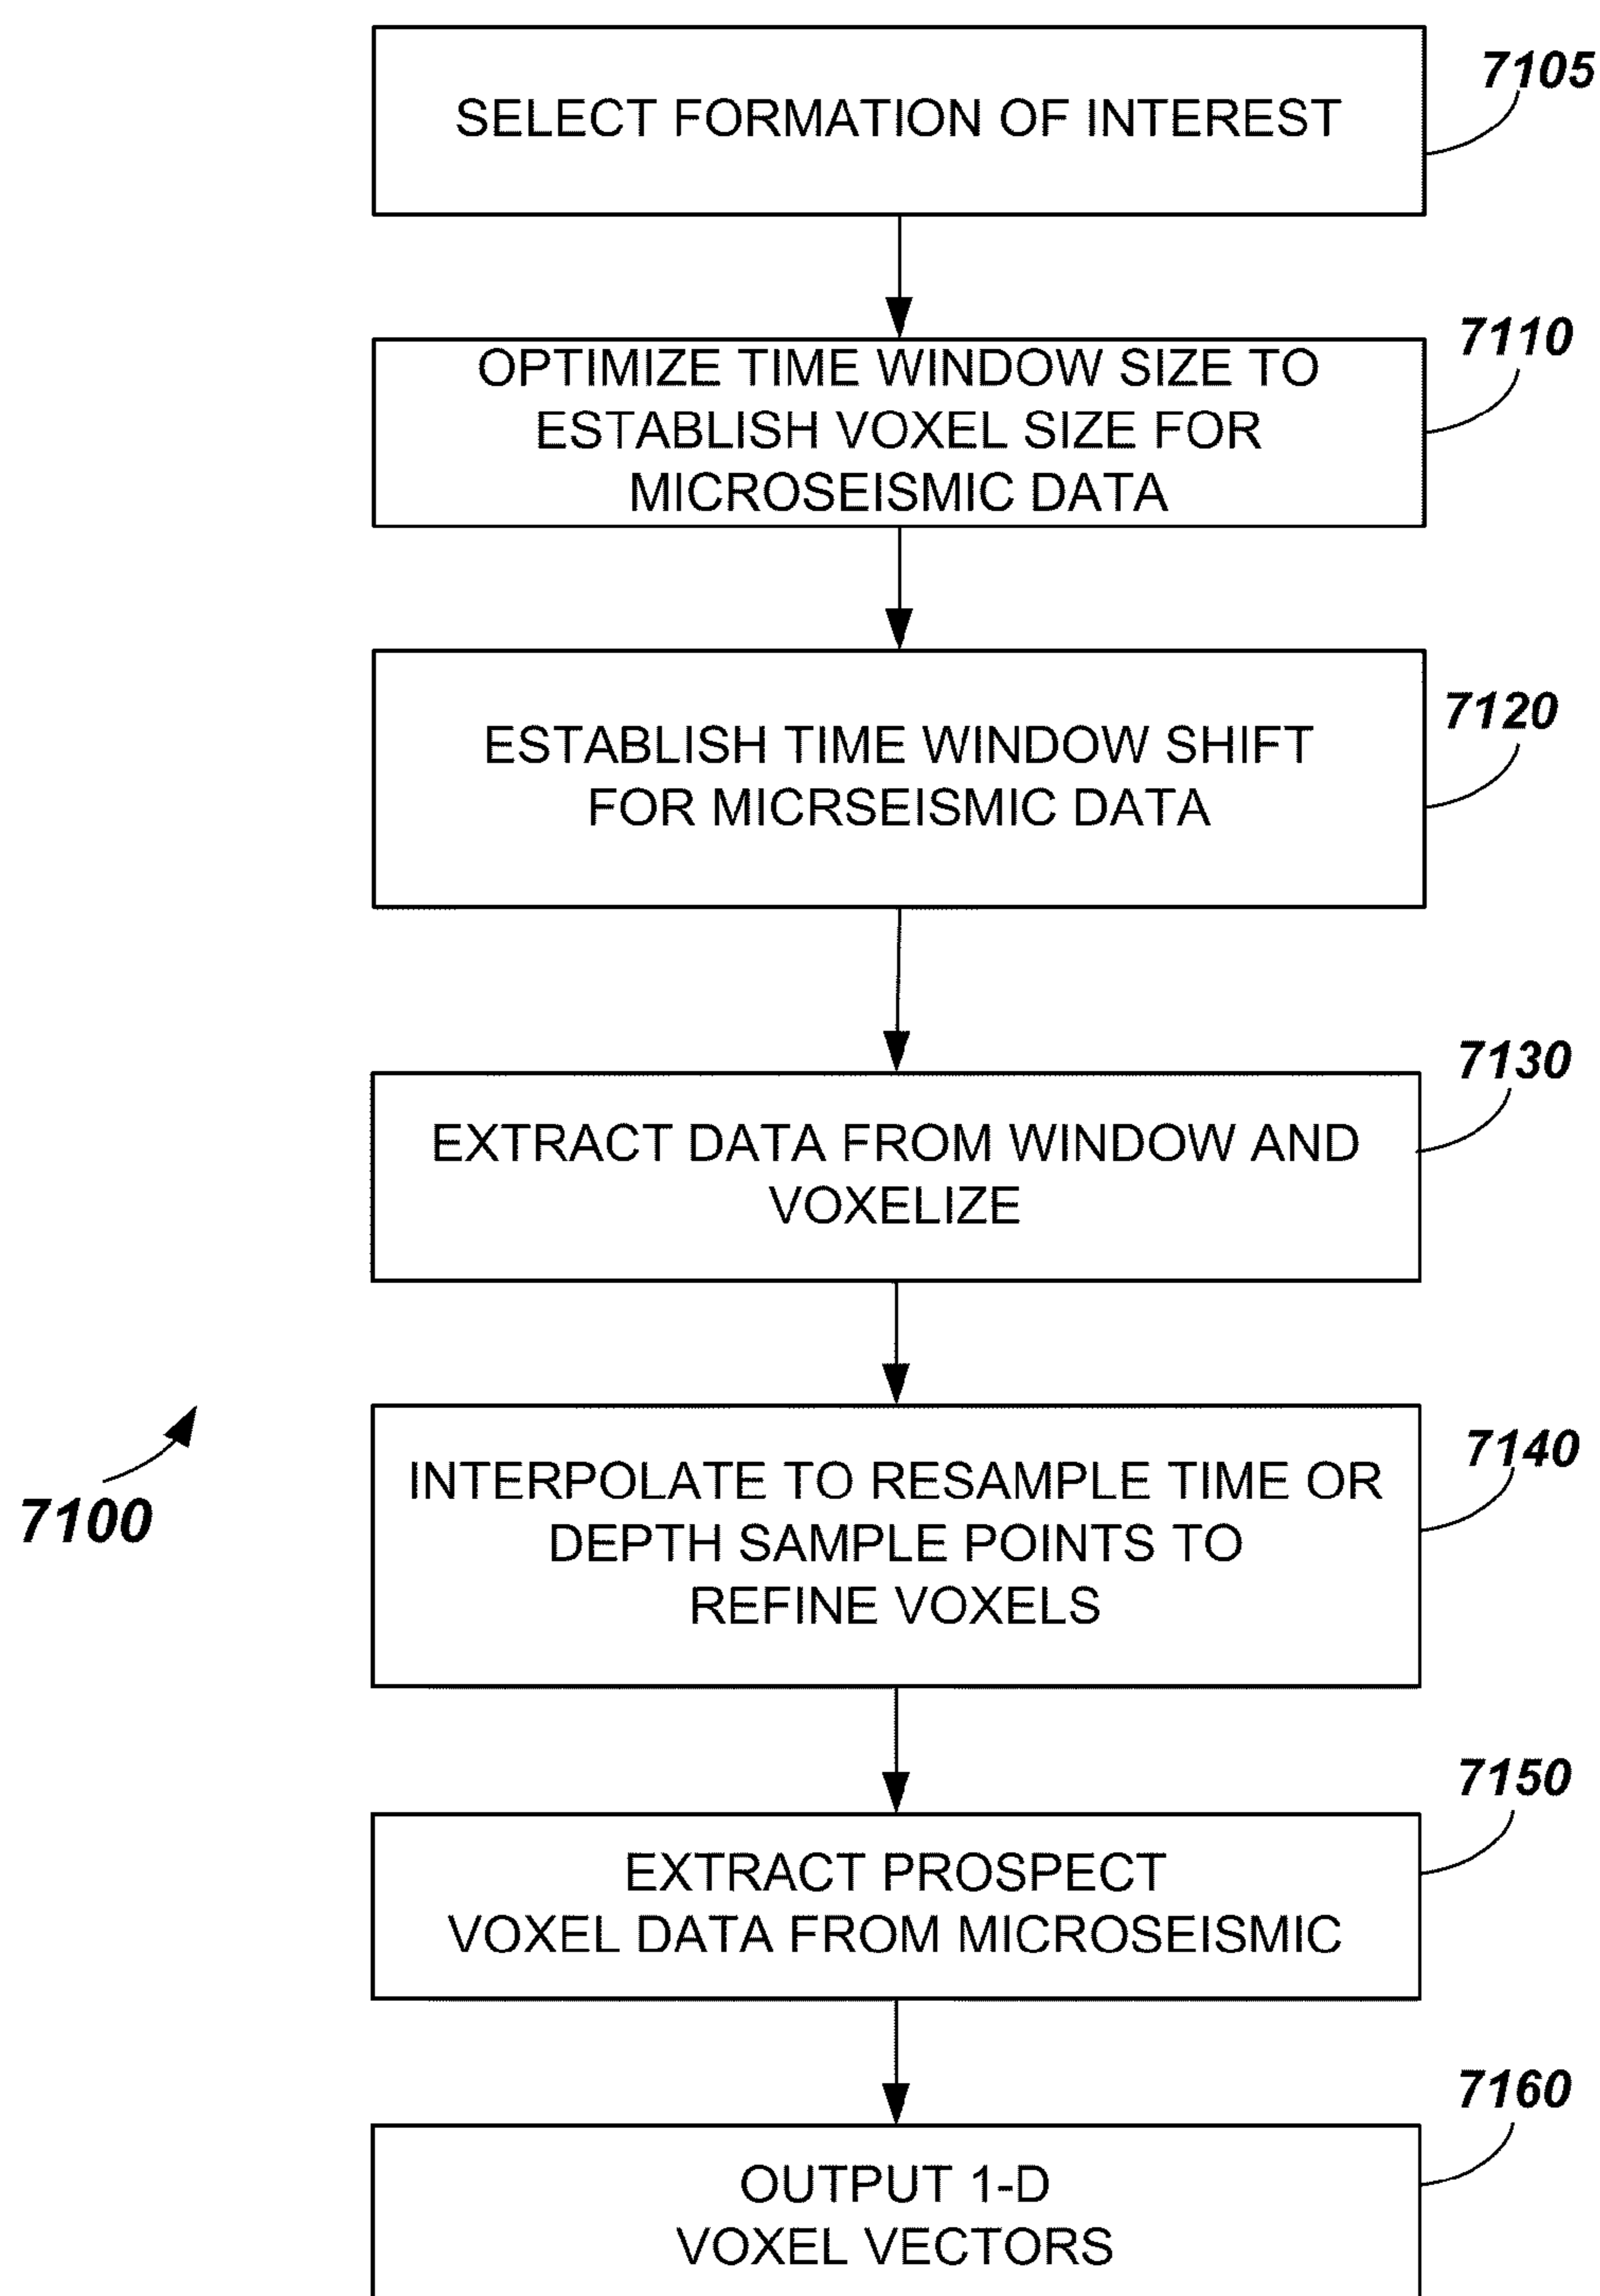 SELECT FORMATION OF INTEREST
7105
OPTIMIZE TIME WINDOW SIZE TO
ESTABLISH VOXEL SIZE FOR
MICROSEISMIC DATA
7110
ESTABLISH TIME WINDOW SHIFT
FOR MICRSEISMIC DATA
7120
EXTRACT DATA FROM WINDOW AND
VOXELIZE
7130
INTERPOLATE TO RESAMPLE TIME OR
DEPTH SAMPLE POINTS TO
REFINE VOXELS
7140
7100
EXTRACT PROSPECT
VOXEL DATA FROM MICROSEISMIC
7150
OUTPUT 1-D
VOXEL VECTORS
7160